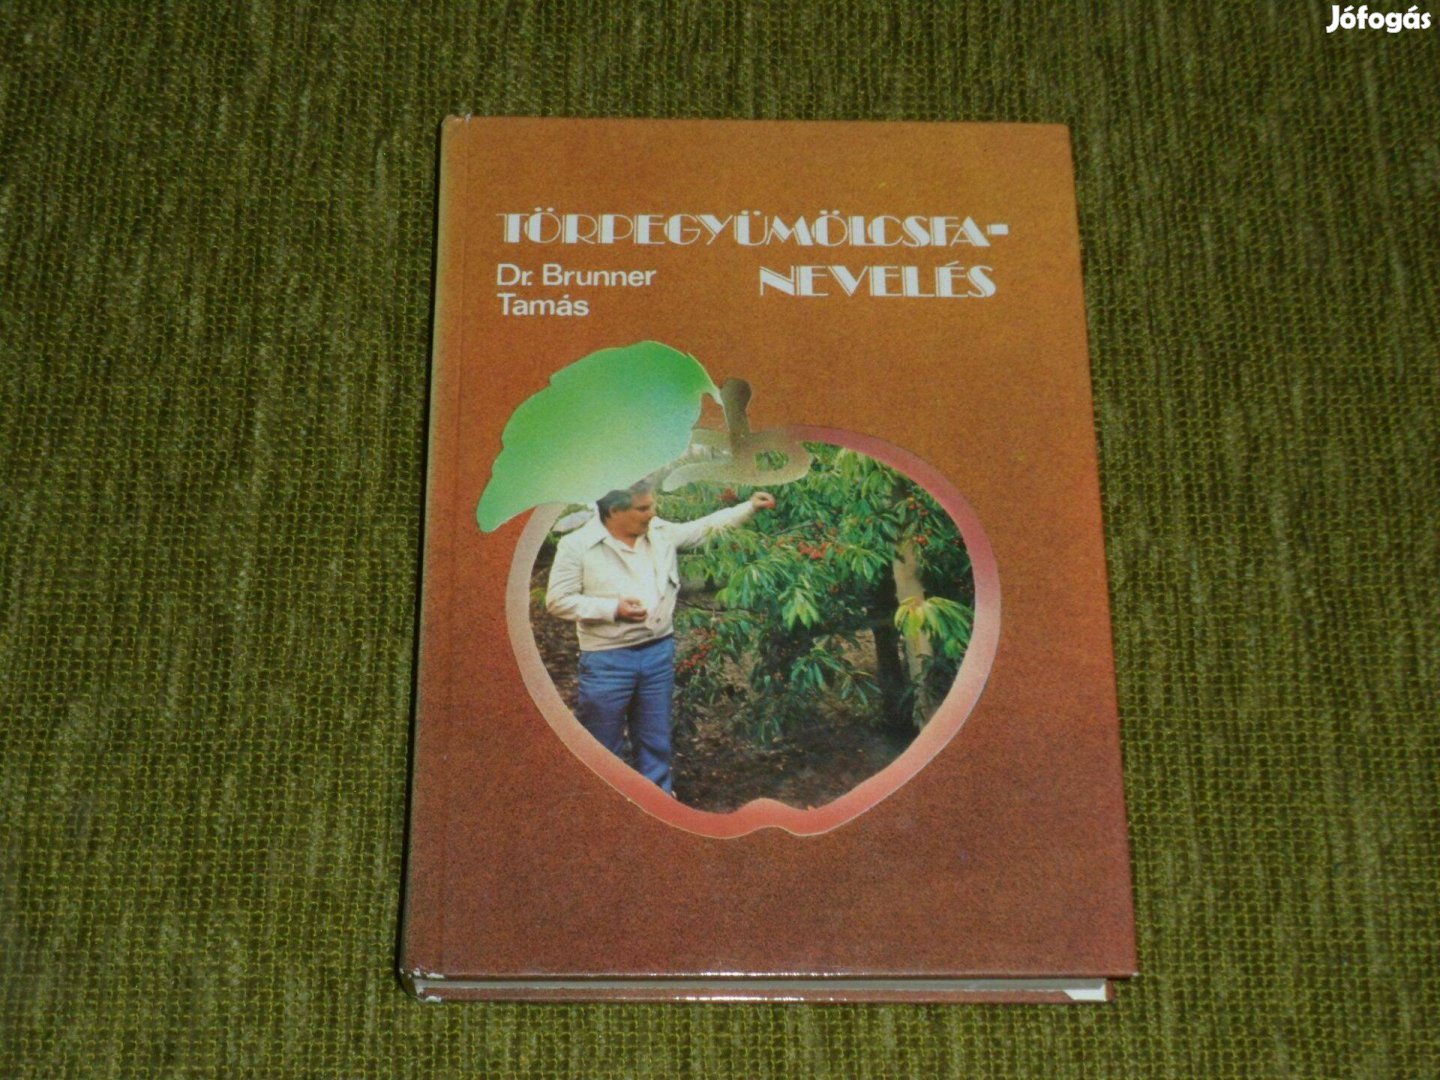 Jófogás
TÖRPEGYÜMÖLCSFA-
NEVELÉS
Dr. Brunner
Tamás